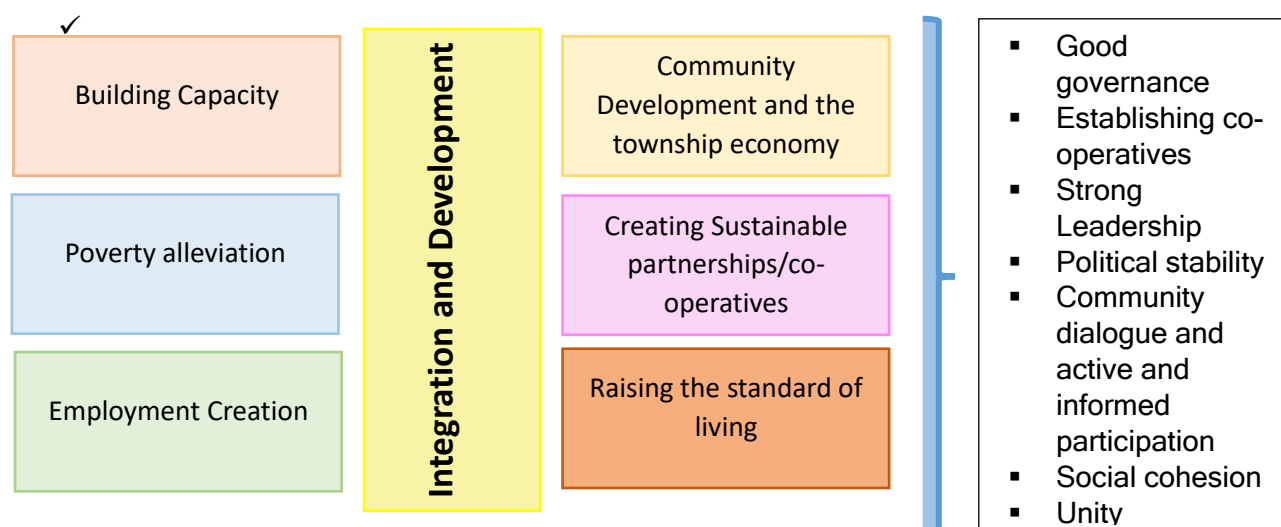 ✓
Building Capacity
Poverty alleviation
Employment Creation
Integration and Development
Community
Development and the
township economy
Creating Sustainable
partnerships/co-
operatives
Raising the standard of
living
▪ Good
governance
▪ Establishing co-
operatives
▪ Strong
Leadership
▪ Political stability
▪ Community
dialogue and
active and
informed
participation
▪ Social cohesion
▪ Unity